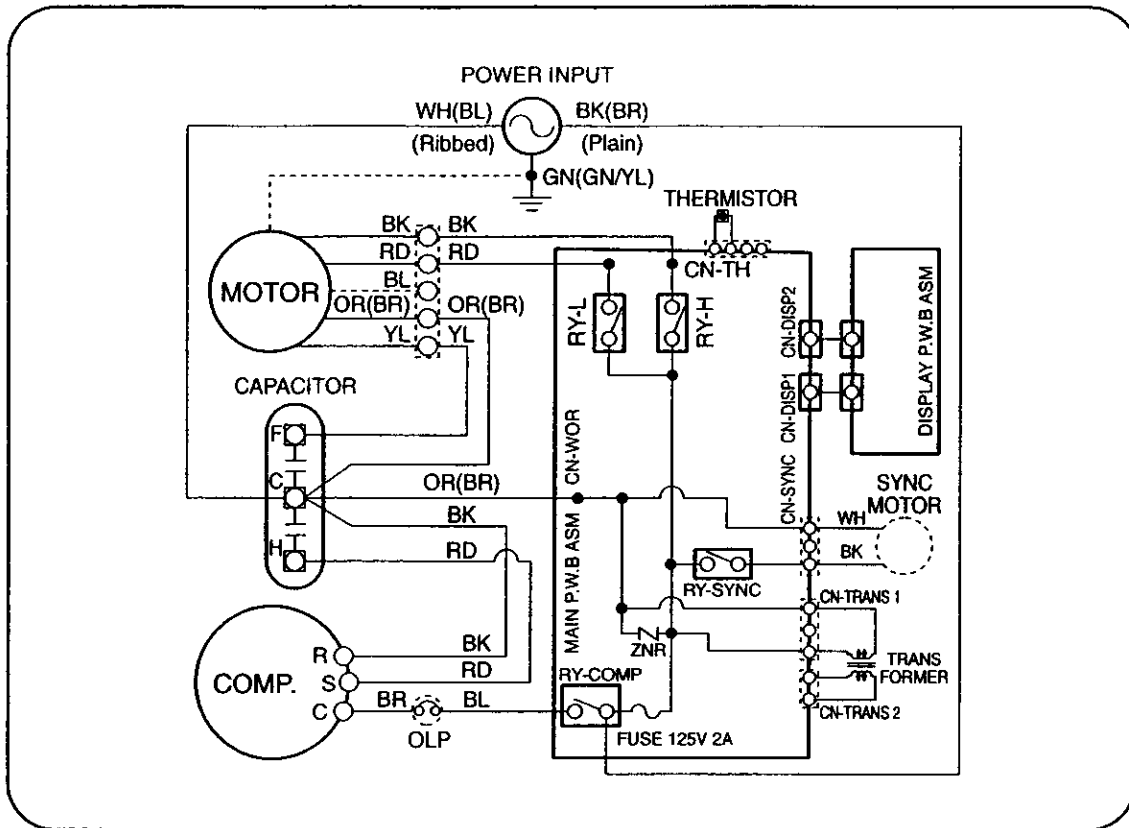 POWER INPUT
WH(BL) BK(BR)
(Ribbed) (Plain)
GN(GN/YL)
THERMISTOR
BK BK
RD RD
CN-TH
BL
MOTOR
OR(BR) OR(BR)
YL YL
RY-L
RY-H
CN-DISP2
CN-DISP1
DISPLAY P.W.B ASM
CAPACITOR
F
C
H
CN-WOR
MAIN P.W.B ASM
OR(BR)
BK
RD
CN-SYNC
SYNC
MOTOR
WH
BK
RY-SYNC
CN-TRANS 1
ZNR
TRANS
FORMER
CN-TRANS 2
COMP.
R
S
C
BK
RD
BR BL
OLP
RY-COMP
FUSE 125V 2A